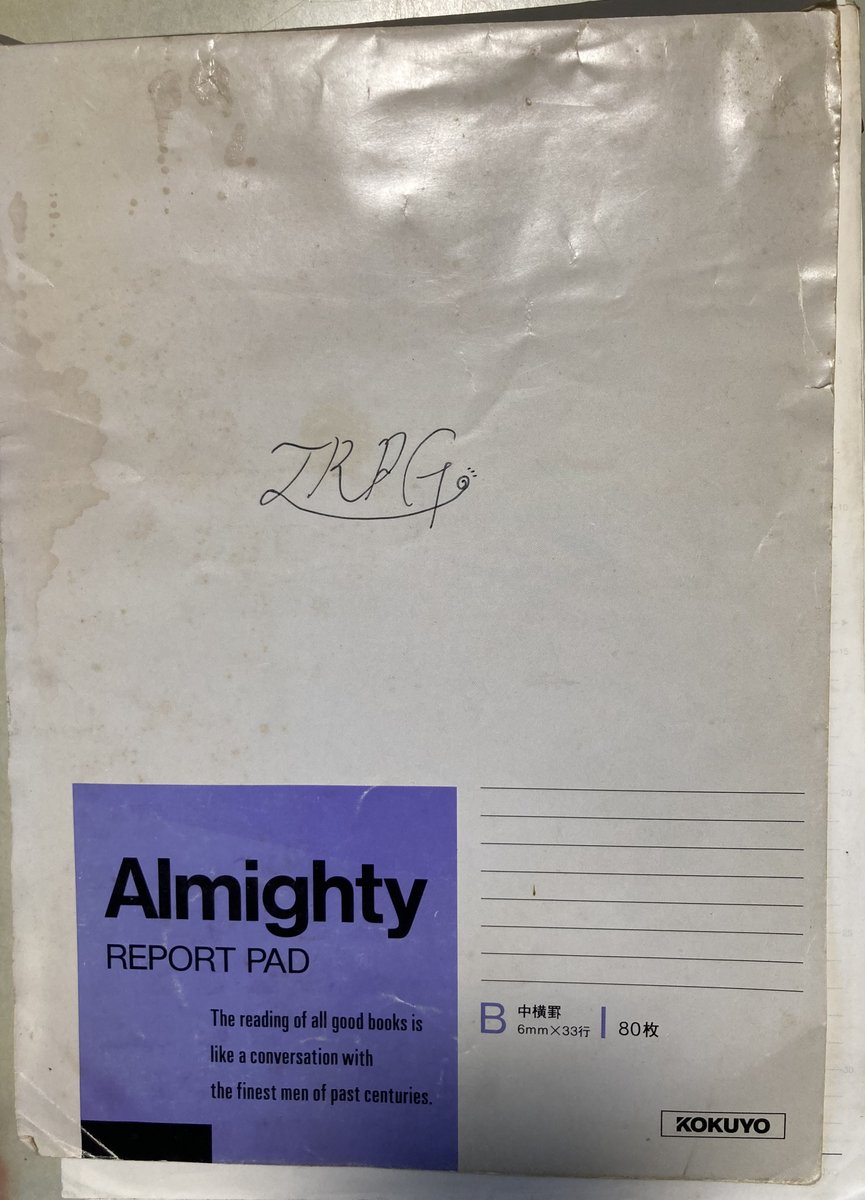 TRPG
Almighty
REPORT PAD
The reading of all good books is
like a conversation with
the finest men of past centuries.
B 中横罫
6mm×33行
80枚
KOKUYO